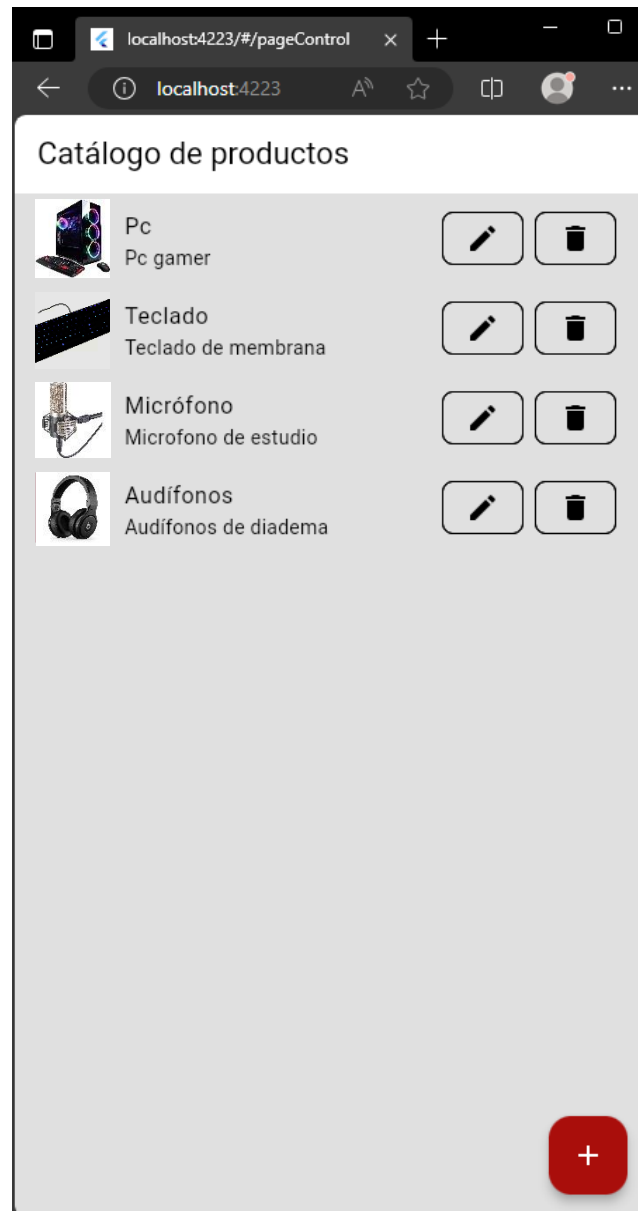 localhost:4223/#/pageControl
localhost:4223
Catálogo de productos
Pc
Pc gamer
Teclado
Teclado de membrana
Micrófono
Microfono de estudio
Audífonos
Audífonos de diadema